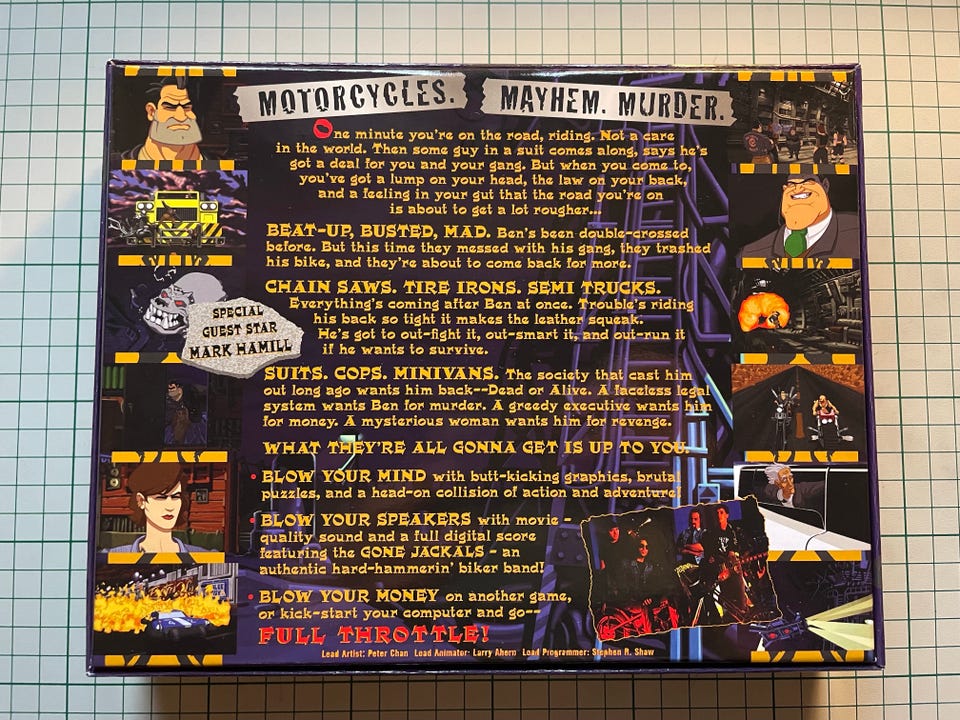 MOTORCYCLES. MAYHEM. MURDER.
One minute you're on the road, riding. Not a care
in the world. Then some guy in a suit comes along, says he's
got a deal for you and your gang. But when you come to,
you've got a lump on your head, the law on your back,
and a feeling in your gut that the road you're on
is about to get a lot rougher...
BEAT-UP, BUSTED, MAD. Ben's been double-crossed
before. But this time they messed with his gang, they trashed
his bike, and they're about to come back for more.
CHAIN SAWS. TIRE IRONS. SEMI TRUCKS.
Everything's coming after Ben at once. Trouble's riding
his back so tight it makes the leather squeak.
He's got to out-fight it, out-smart it, and out-run it
if he wants to survive.
SPECIAL
GUEST STAR
MARK HAMILL
SUITS. COPS. MINIVANS. The society that cast him
out long ago wants him back--Dead or Alive. A faceless legal
system wants Ben for murder. A greedy executive wants him
for money. A mysterious woman wants him for revenge.
WHAT THEY'RE ALL GONNA GET IS UP TO YOU.
• BLOW YOUR MIND with butt-kicking graphics, brutal
puzzles, and a head-on collision of action and adventure!
• BLOW YOUR SPEAKERS with movie -
quality sound and a full digital score
featuring the GONE JACKALS - an
authentic hard-hammerin' biker band!
• BLOW YOUR MONEY on another game,
or kick-start your computer and go--
FULL THROTTLE!
Lead Artist: Peter Chan Lead Animator: Larry Ahern Lead Programmer: Stephen R. Shaw